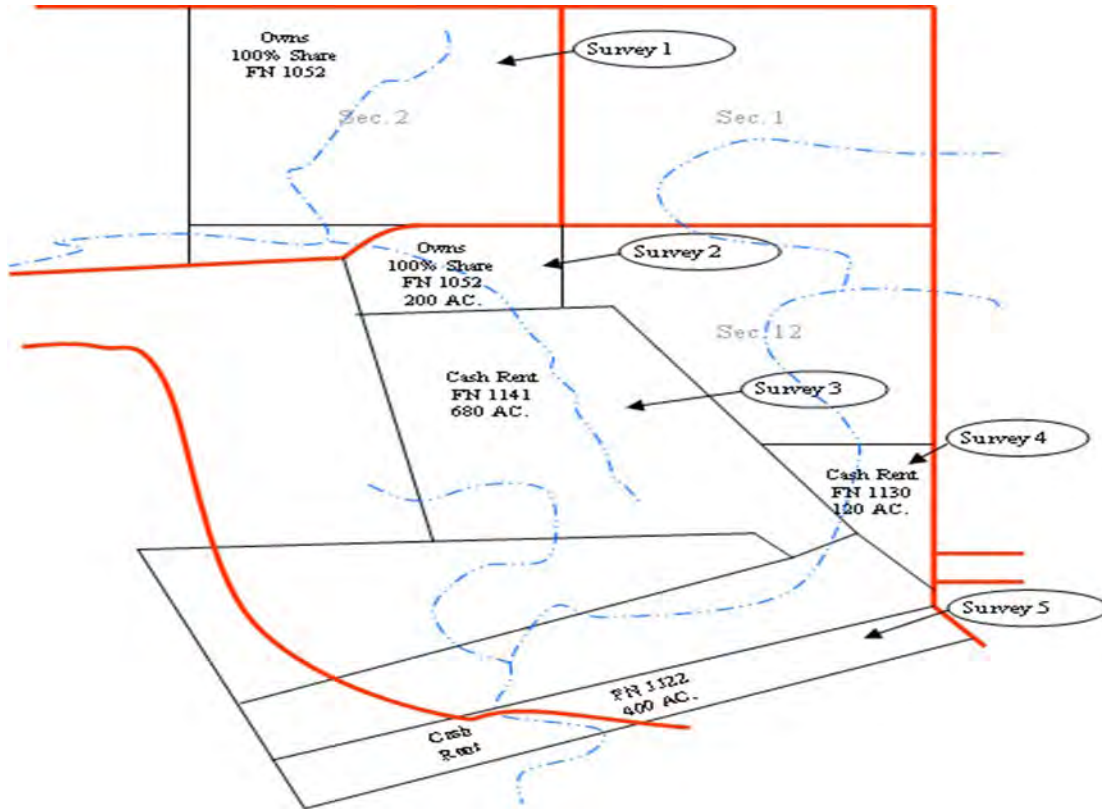 Owns
100% Share
FN 1052
Survey 1
Sec.2
Sec.1
Owns
100% Share
FN 1052
200 AC.
Survey 2
Sec.12
Cash Rent
FN 1141
680 AC.
Survey 3
Survey 4
Cash Rent
FN 1130
120 AC.
Survey 5
FN 1322
400 AC.
Cash
Rent